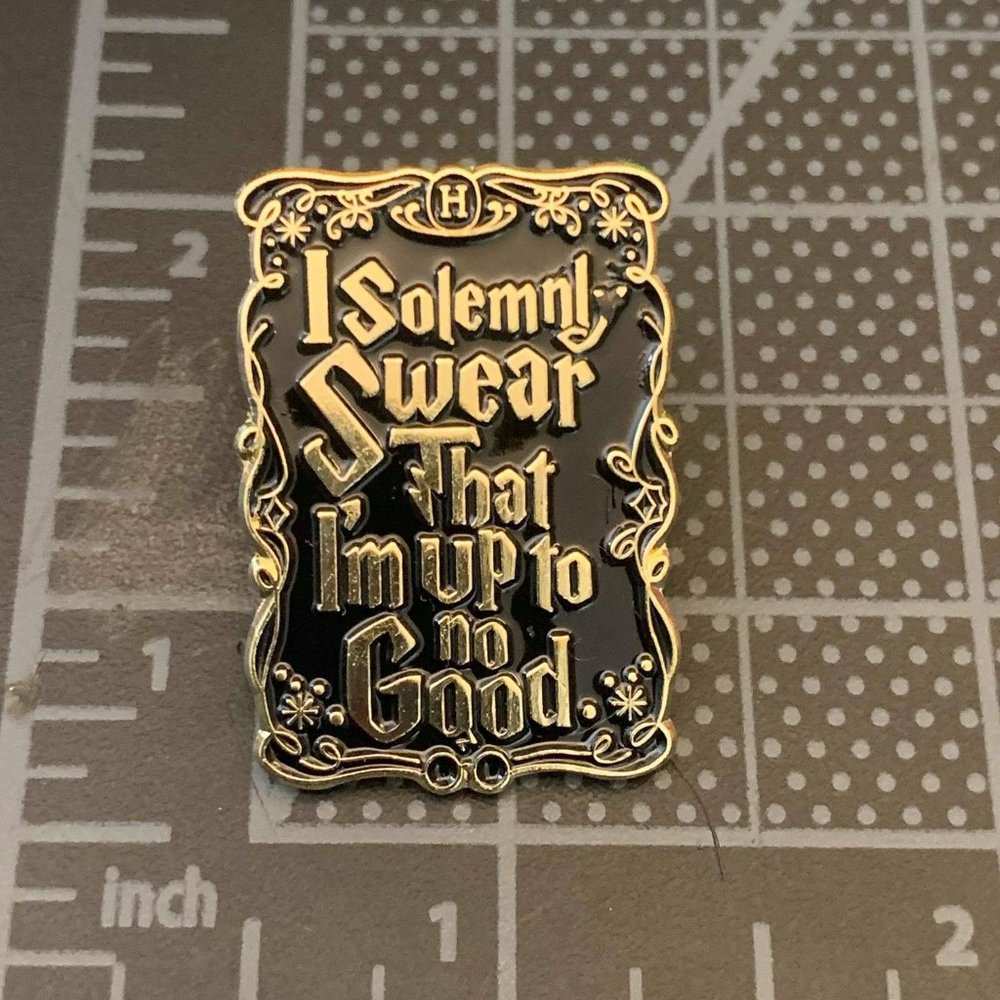 H
I Solemnly
Swear
That
I'm up to
no
Good.
2
1
inch
1
2